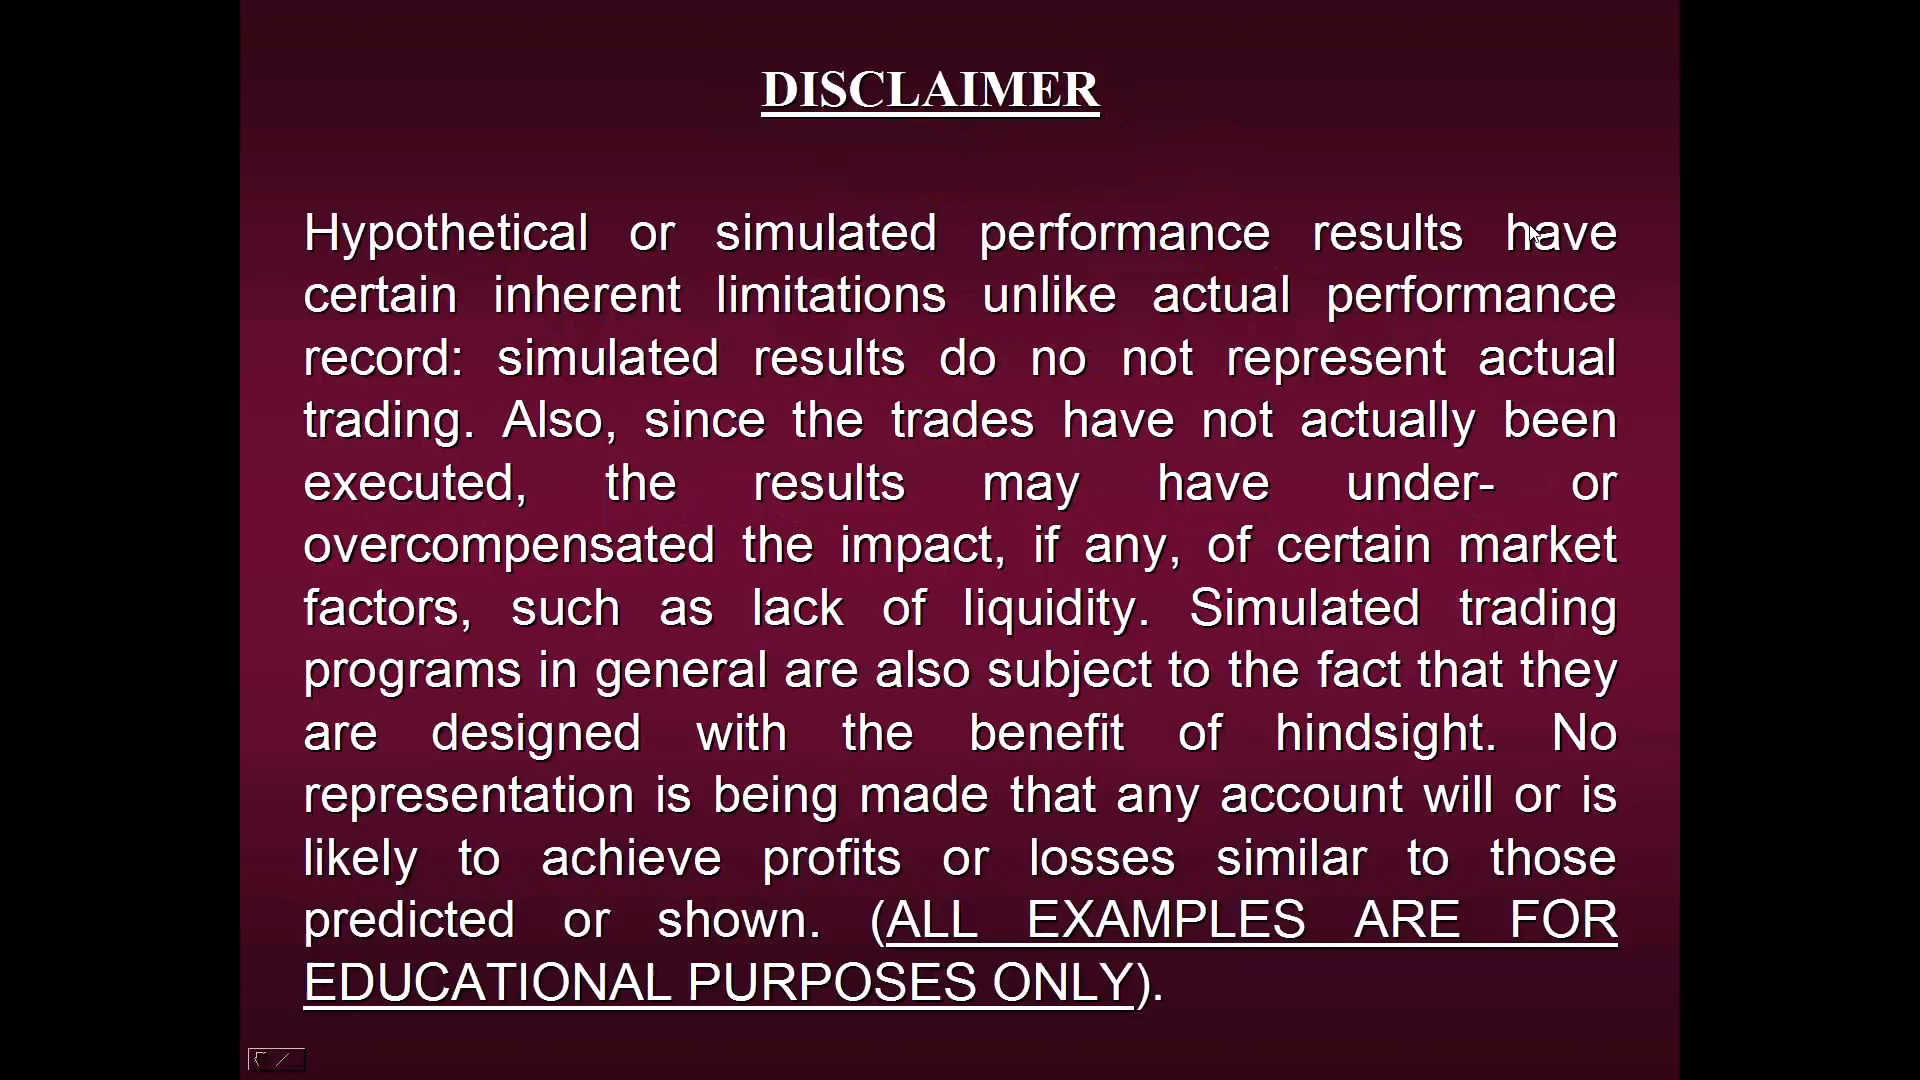 DISCLAIMER
Hypothetical or simulated performance results have
certain inherent limitations unlike actual performance
record: simulated results do no not represent actual
trading. Also, since the trades have not actually been
executed, the results may have under- or
overcompensated the impact, if any, of certain market
factors, such as lack of liquidity. Simulated trading
programs in general are also subject to the fact that they
are designed with the benefit of hindsight. No
representation is being made that any account will or is
likely to achieve profits or losses similar to those
predicted or shown. (ALL EXAMPLES ARE FOR
EDUCATIONAL PURPOSES ONLY).